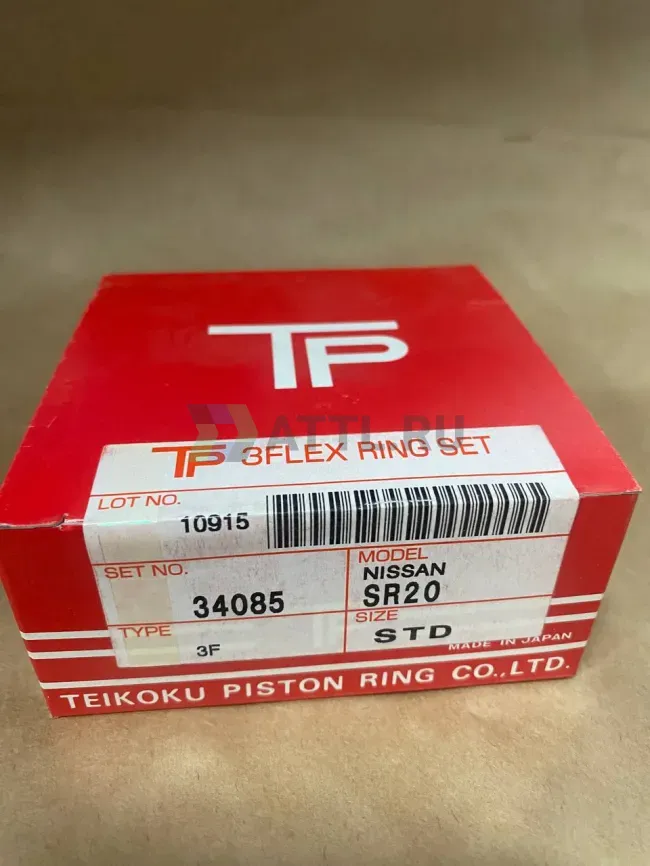 TP
ATTI.RU
TP 3FLEX RING SET
LOT NO.
10915
SET NO.
34085
MODEL
NISSAN
SR20
TYPE
3F
SIZE
STD
MADE IN JAPAN
TEIKOKU PISTON RING CO.,LTD.